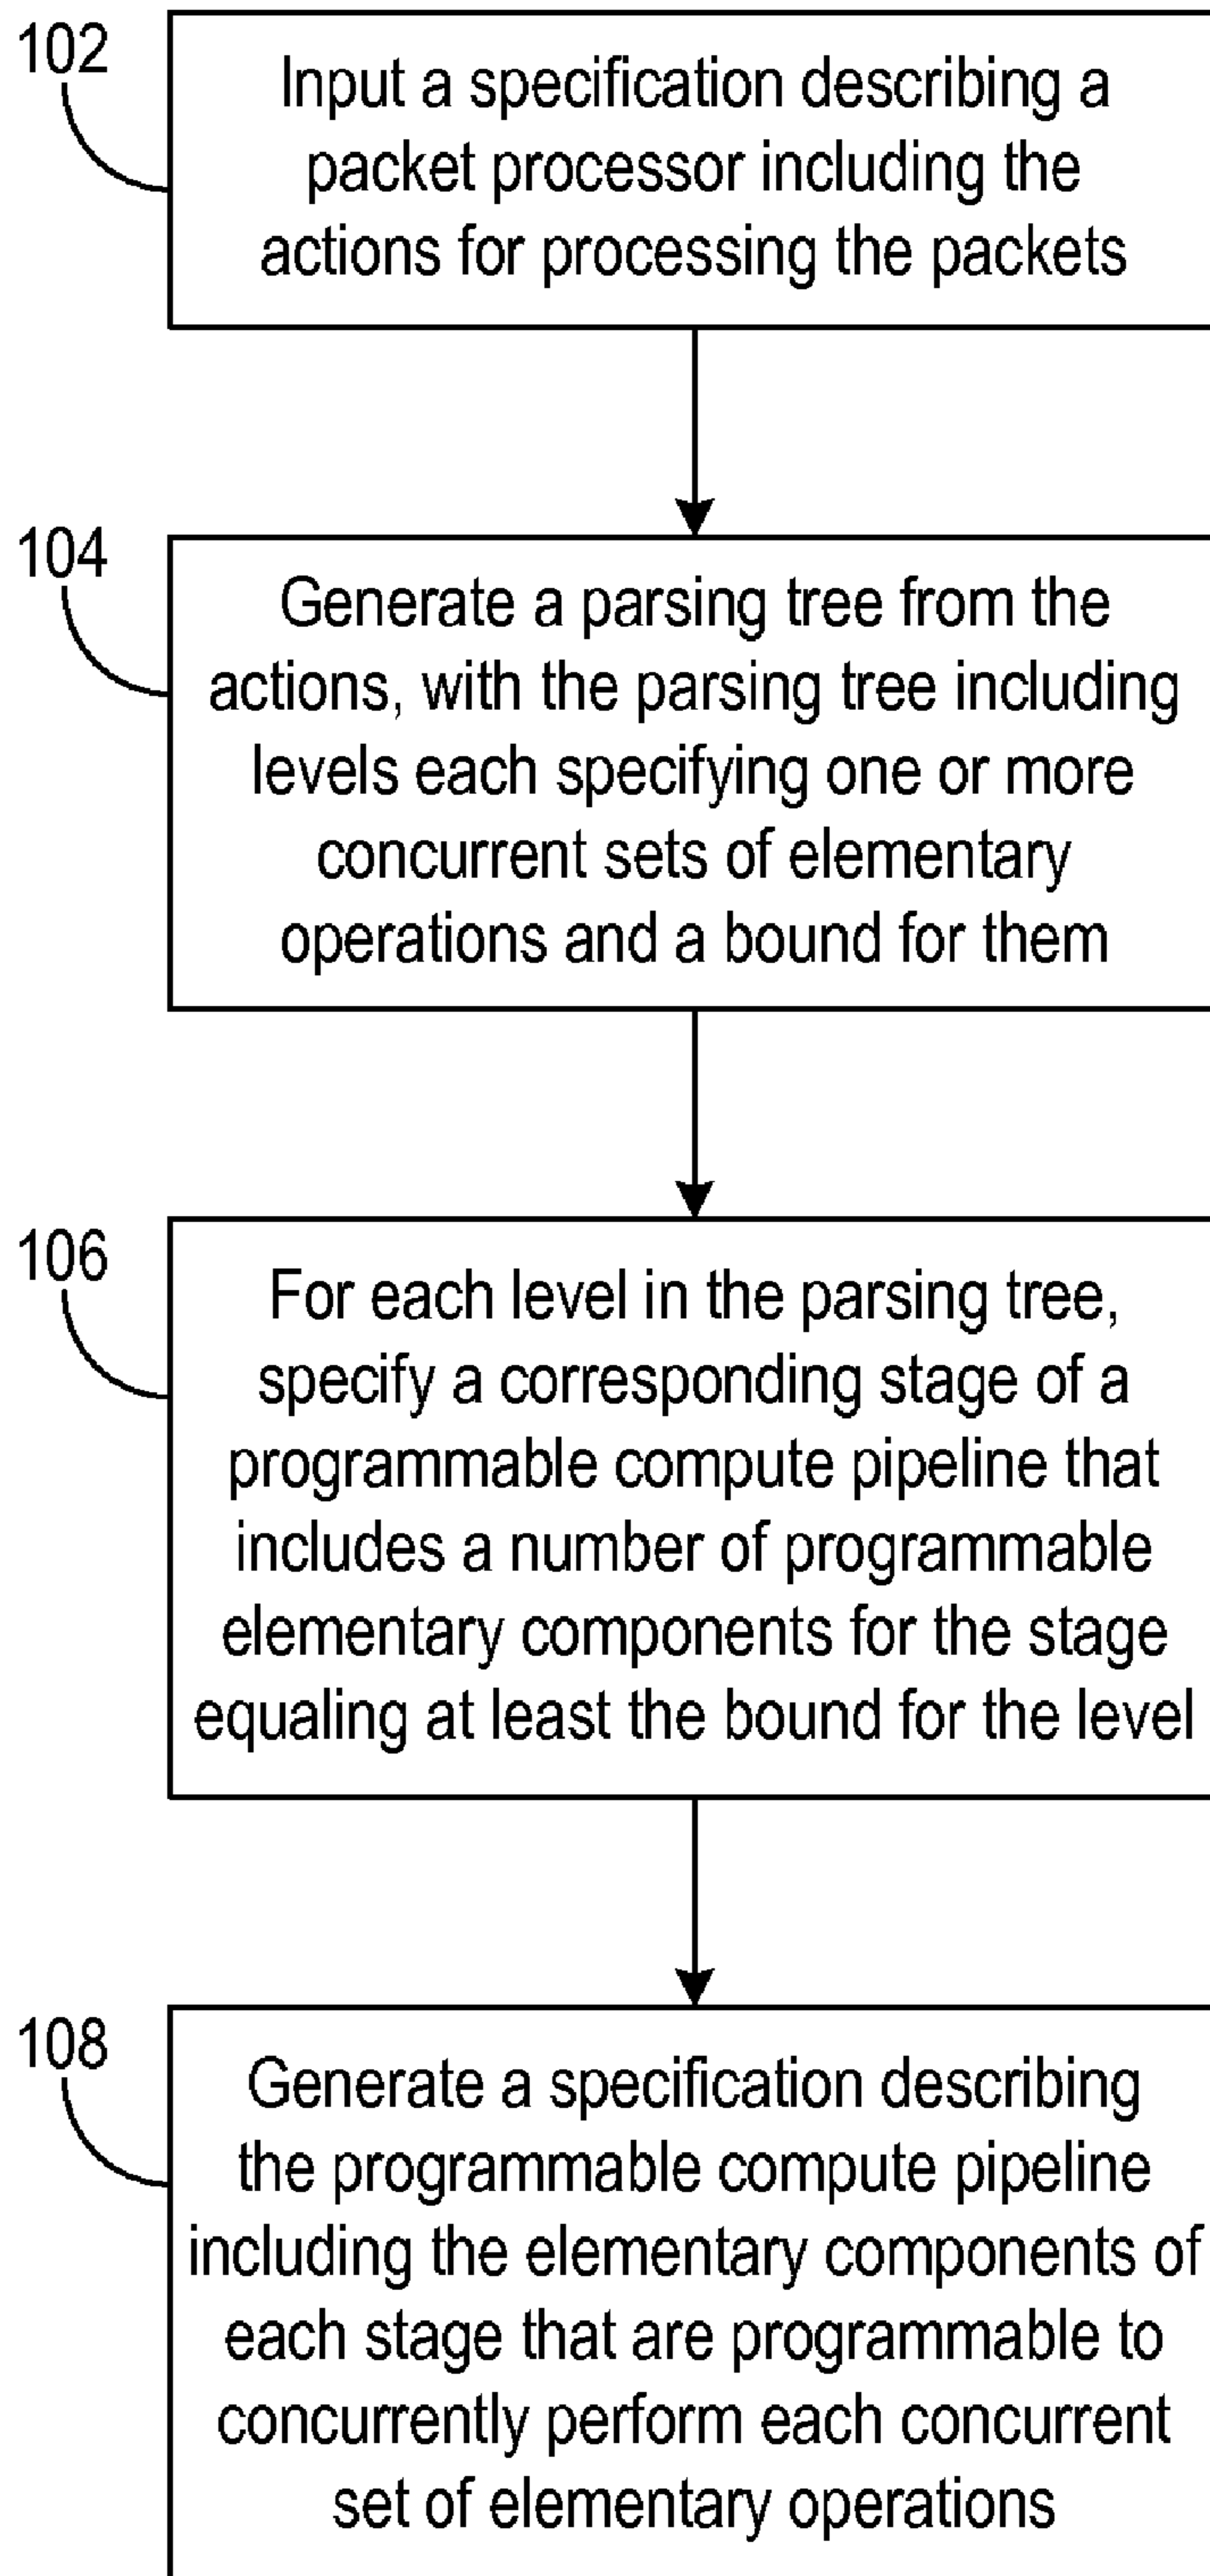 102
Input a specification describing a
packet processor including the
actions for processing the packets
104
Generate a parsing tree from the
actions, with the parsing tree including
levels each specifying one or more
concurrent sets of elementary
operations and a bound for them
106
For each level in the parsing tree,
specify a corresponding stage of a
programmable compute pipeline that
includes a number of programmable
elementary components for the stage
equaling at least the bound for the level
108
Generate a specification describing
the programmable compute pipeline
including the elementary components of
each stage that are programmable to
concurrently perform each concurrent
set of elementary operations